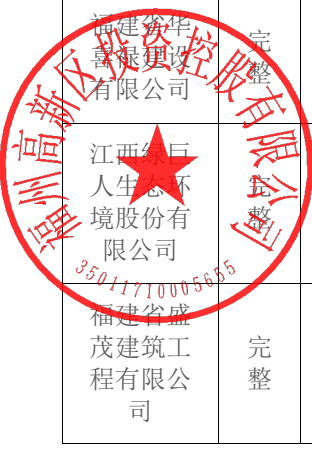 福建省华
喜禄建设
有限公司
完
整
江西绿巨
人生态环
境股份有
限公司
完
整
福建省盛
茂建筑工
程有限公
司
完
整
福州高新区投资控股有限公司
35011710005655